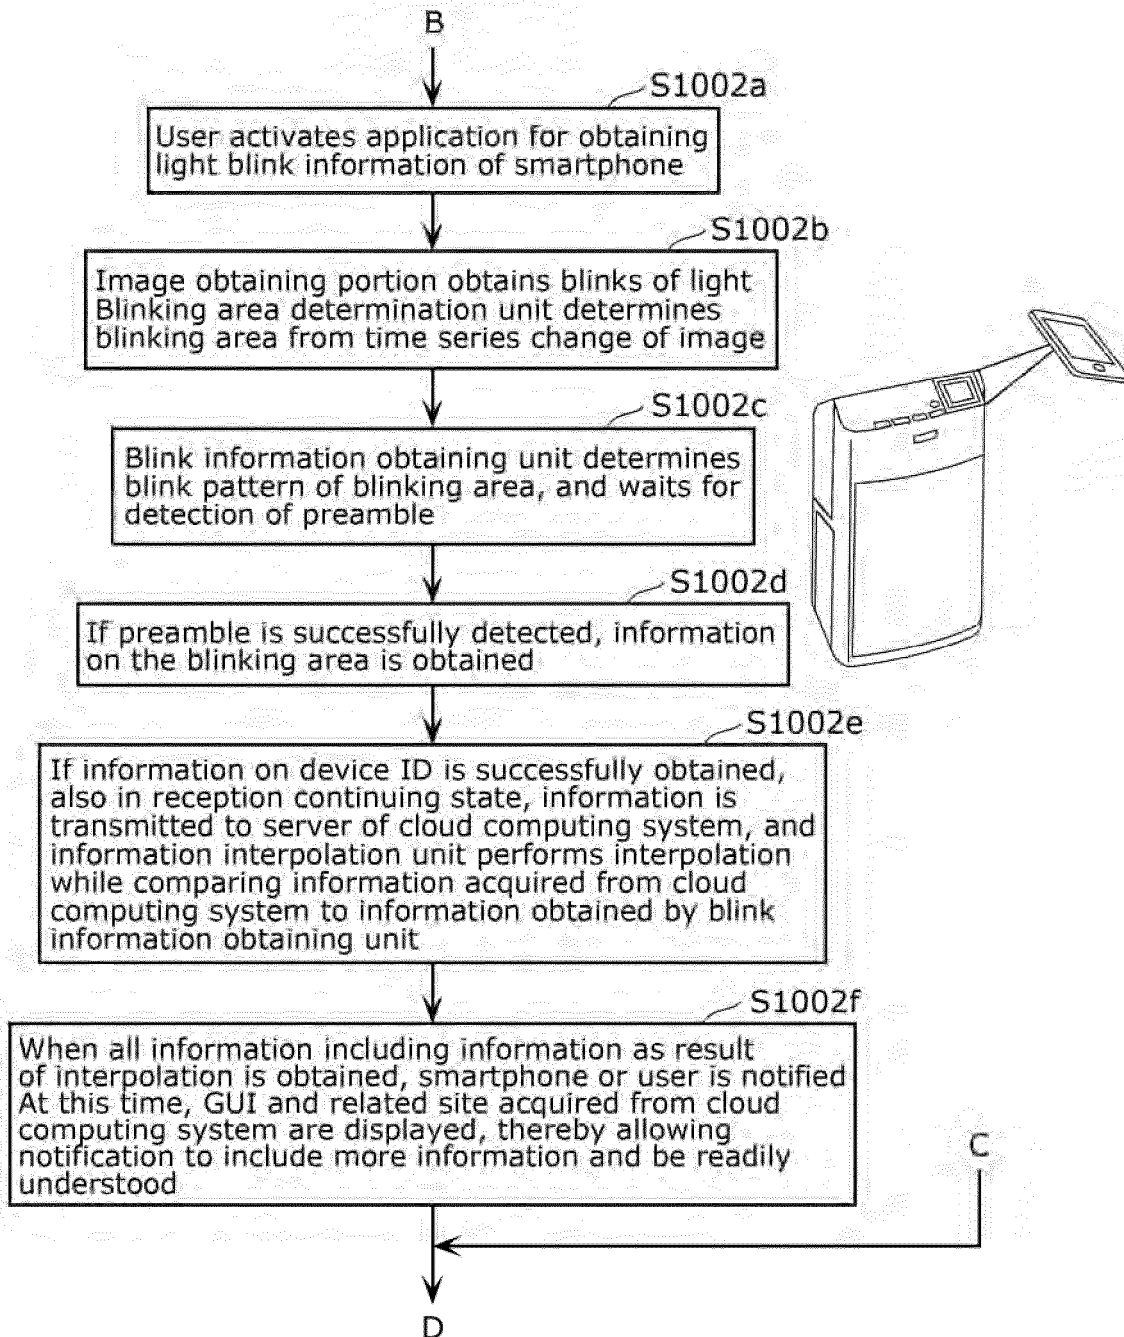 B
S1002a
User activates application for obtaining
light blink information of smartphone
S1002b
Image obtaining portion obtains blinks of light
Blinking area determination unit determines
blinking area from time series change of image
S1002c
Blink information obtaining unit determines
blink pattern of blinking area, and waits for
detection of preamble
S1002d
If preamble is successfully detected, information
on the blinking area is obtained
S1002e
If information on device ID is successfully obtained,
also in reception continuing state, information is
transmitted to server of cloud computing system, and
information interpolation unit performs interpolation
while comparing information acquired from cloud
computing system to information obtained by blink
information obtaining unit
S1002f
When all information including information as result
of interpolation is obtained, smartphone or user is notified
At this time, GUI and related site acquired from cloud
computing system are displayed, thereby allowing
notification to include more information and be readily
understood
C
D